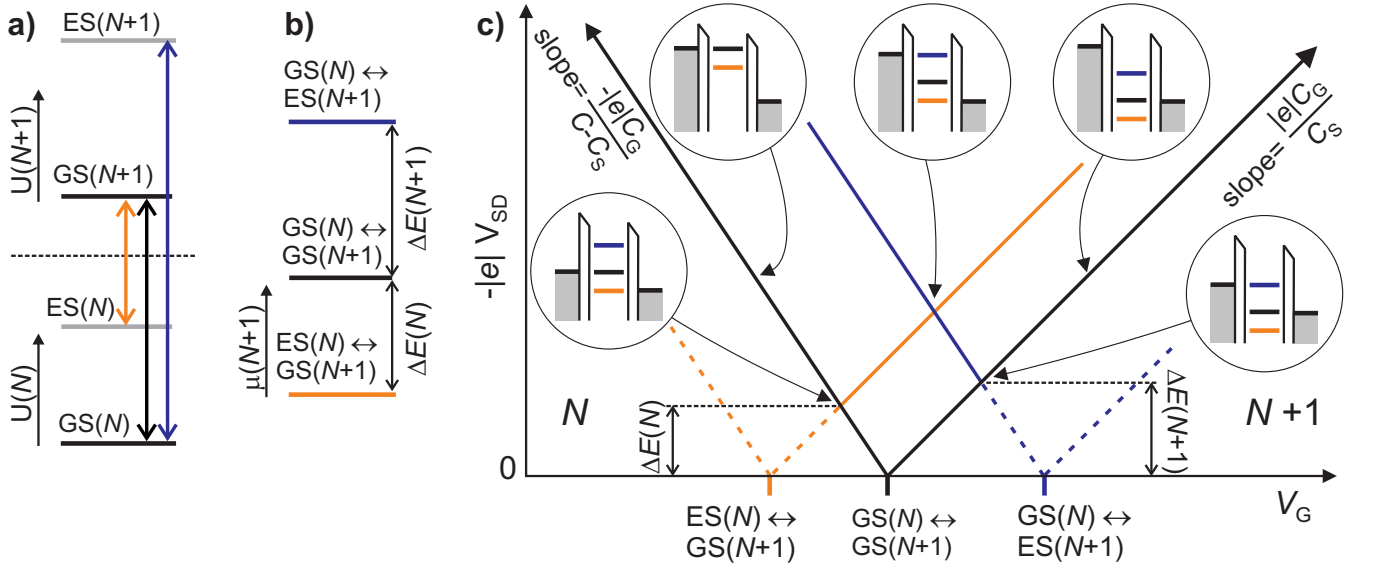 a)
ES(N+1)
U(N+1)
GS(N+1)
ES(N)
U(N)
GS(N)
b)
GS(N) ↔
ES(N+1)
ΔE(N+1)
GS(N) ↔
GS(N+1)
μ(N+1)
ES(N) ↔
GS(N+1)
ΔE(N)
c)
-|e| V_SD
slope= -|e|C_G
C-C_S
slope= |e|C_G
C_S
N
ΔE(N)
ΔE(N+1)
N +1
0
V_G
ES(N) ↔
GS(N+1)
GS(N) ↔
GS(N+1)
GS(N) ↔
ES(N+1)